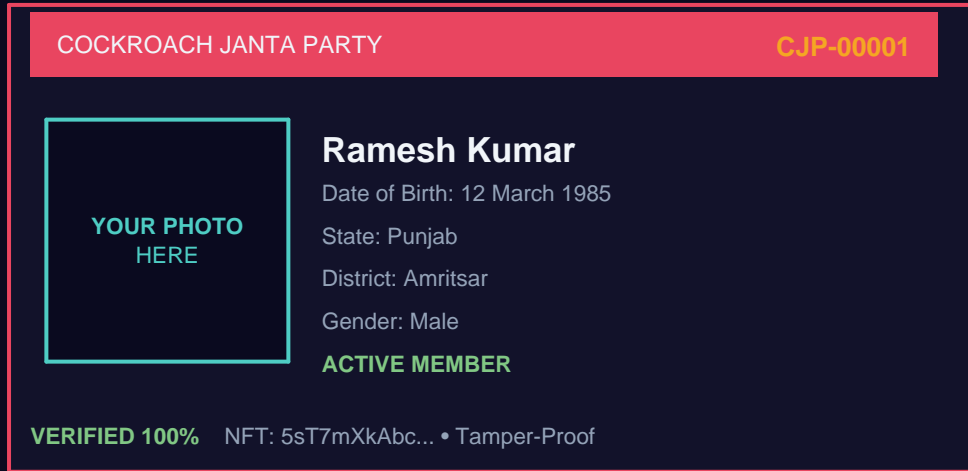 COCKROACH JANTA PARTY CJP-00001
YOUR PHOTO
HERE
Ramesh Kumar
Date of Birth: 12 March 1985
State: Punjab
District: Amritsar
Gender: Male
ACTIVE MEMBER
VERIFIED 100% NFT: 5sT7mXkAbc... • Tamper-Proof